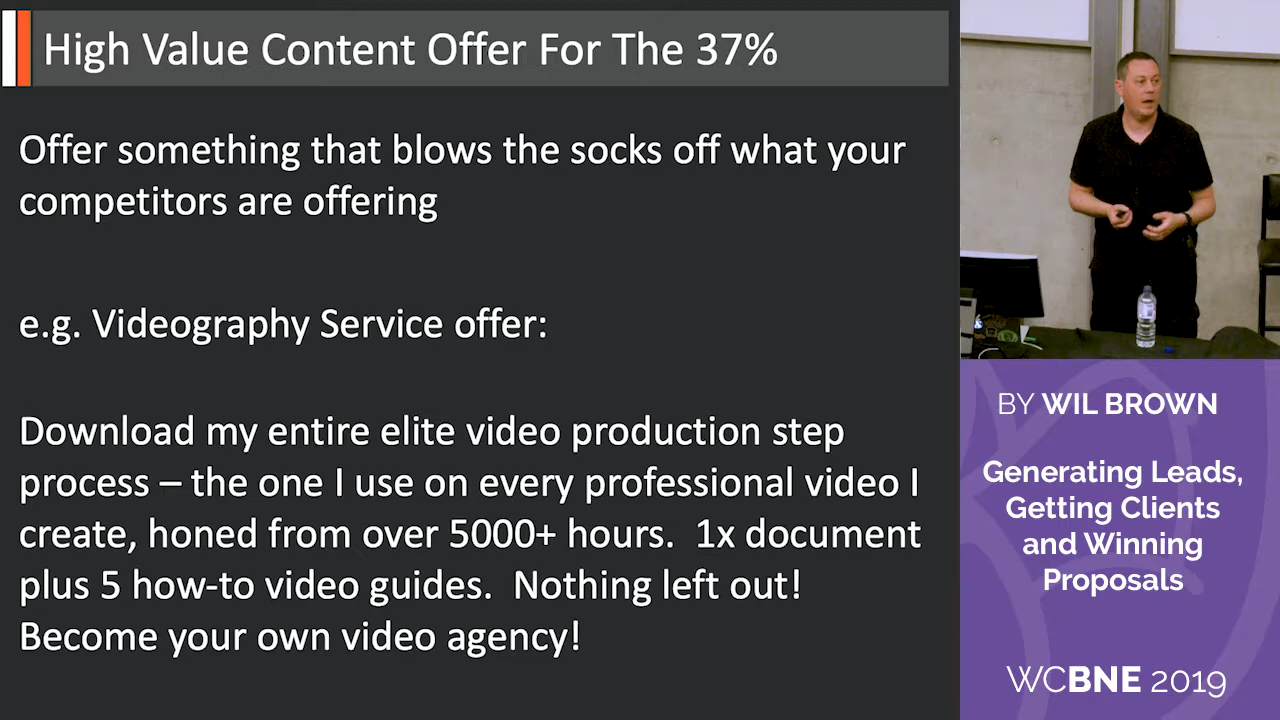 High Value Content Offer For The 37%
Offer something that blows the socks off what your
competitors are offering
e.g. Videography Service offer:
Download my entire elite video production step
process – the one I use on every professional video I
create, honed from over 5000+ hours.  1x document
plus 5 how-to video guides.  Nothing left out!
Become your own video agency!
BY WIL BROWN
Generating Leads,
Getting Clients
and Winning
Proposals
WCBNE 2019